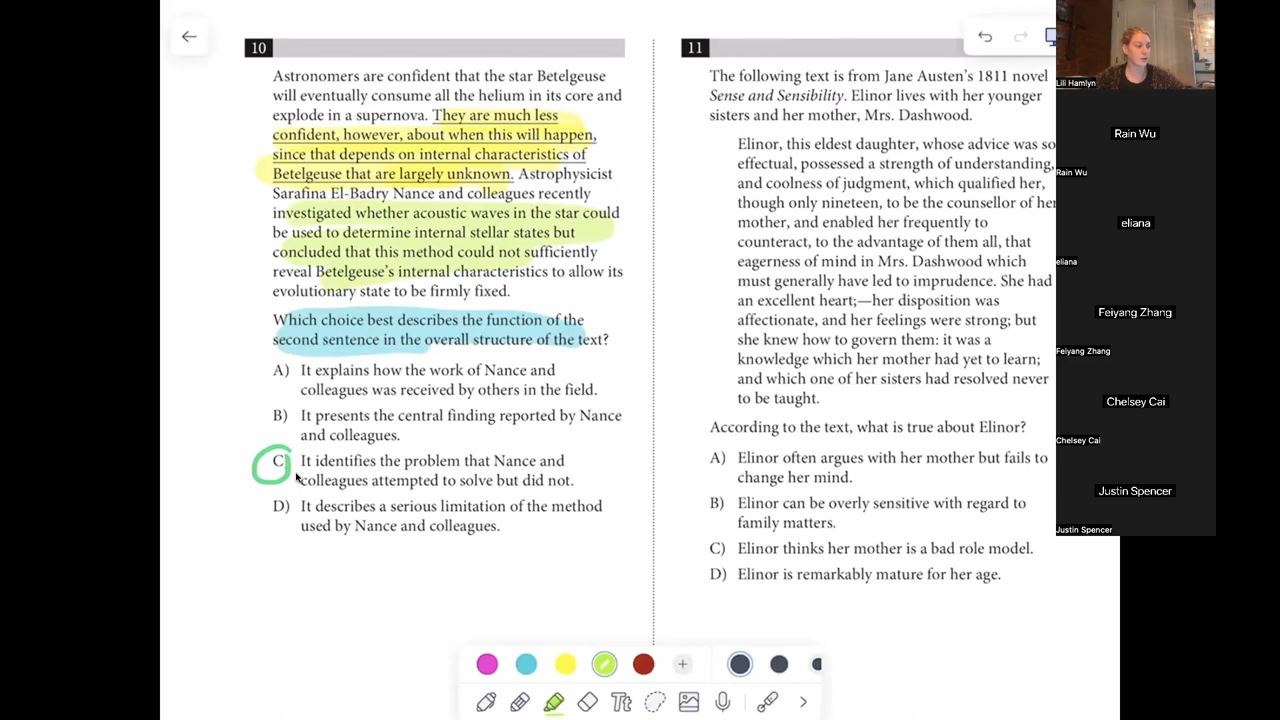 10
Astronomers are confident that the star Betelgeuse
will eventually consume all the helium in its core and
explode in a supernova. They are much less
confident, however, about when this will happen,
since that depends on internal characteristics of
Betelgeuse that are largely unknown. Astrophysicist
Sarafina El-Badry Nance and colleagues recently
investigated whether acoustic waves in the star could
be used to determine internal stellar states but
concluded that this method could not sufficiently
reveal Betelgeuse's internal characteristics to allow its
evolutionary state to be firmly fixed.
Which choice best describes the function of the
second sentence in the overall structure of the text?
A) It explains how the work of Nance and
colleagues was received by others in the field.
B) It presents the central finding reported by Nance
and colleagues.
C) It identifies the problem that Nance and
colleagues attempted to solve but did not.
D) It describes a serious limitation of the method
used by Nance and colleagues.
11
The following text is from Jane Austen's 1811 novel
Sense and Sensibility. Elinor lives with her younger
sisters and her mother, Mrs. Dashwood.
Elinor, this eldest daughter, whose advice was so
effectual, possessed a strength of understanding,
and coolness of judgment, which qualified her,
though only nineteen, to be the counsellor of her
mother, and enabled her frequently to
counteract, to the advantage of them all, that
eagerness of mind in Mrs. Dashwood which
must generally have led to imprudence. She had
an excellent heart;—her disposition was
affectionate, and her feelings were strong; but
she knew how to govern them: it was a
knowledge which her mother had yet to learn;
and which one of her sisters had resolved never
to be taught.
According to the text, what is true about Elinor?
A) Elinor often argues with her mother but fails to
change her mind.
B) Elinor can be overly sensitive with regard to
family matters.
C) Elinor thinks her mother is a bad role model.
D) Elinor is remarkably mature for her age.
Tt
Lili Hamlyn
Rain Wu
Rain Wu
eliana
eliana
Feiyang Zhang
Feiyang Zhang
Chelsey Cai
Chelsey Cai
Justin Spencer
Justin Spencer